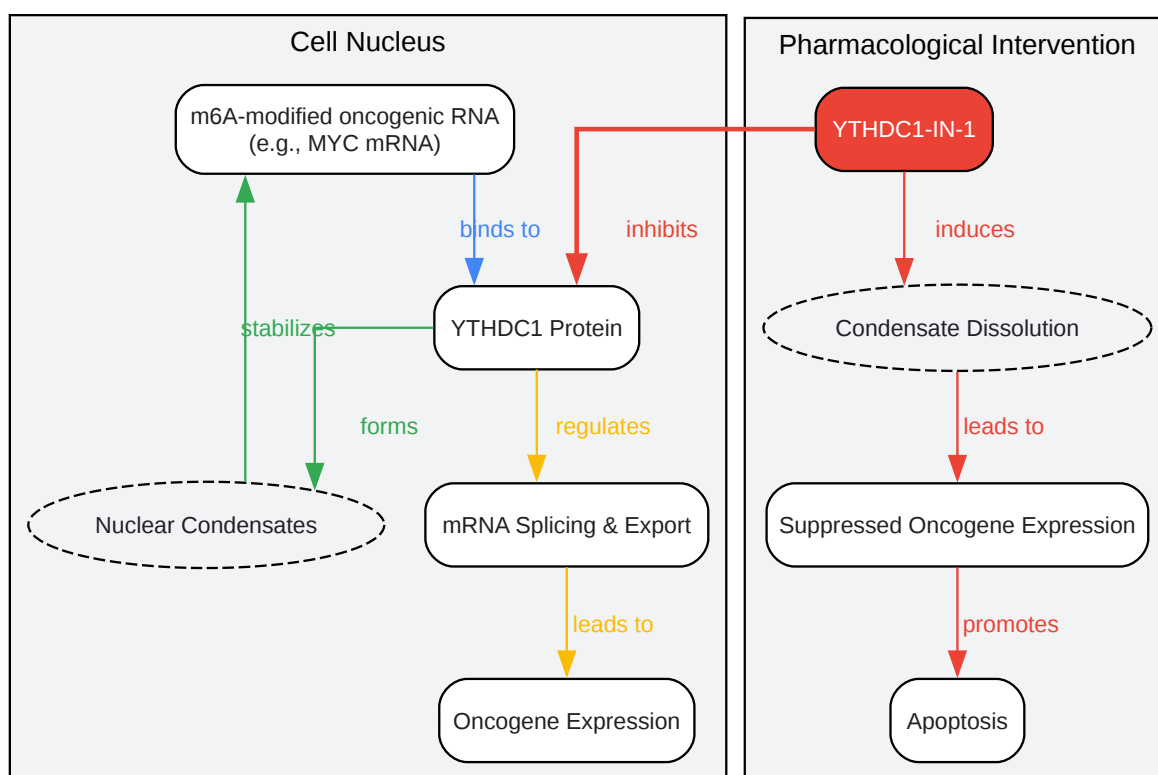 Cell Nucleus
m6A-modified oncogenic RNA
(e.g., MYC mRNA)
binds to
inhibits
stabilizes
YTHDC1 Protein
forms
regulates
Nuclear Condensates
mRNA Splicing & Export
leads to
Oncogene Expression
Pharmacological Intervention
YTHDC1-IN-1
induces
Condensate Dissolution
leads to
Suppressed Oncogene Expression
promotes
Apoptosis